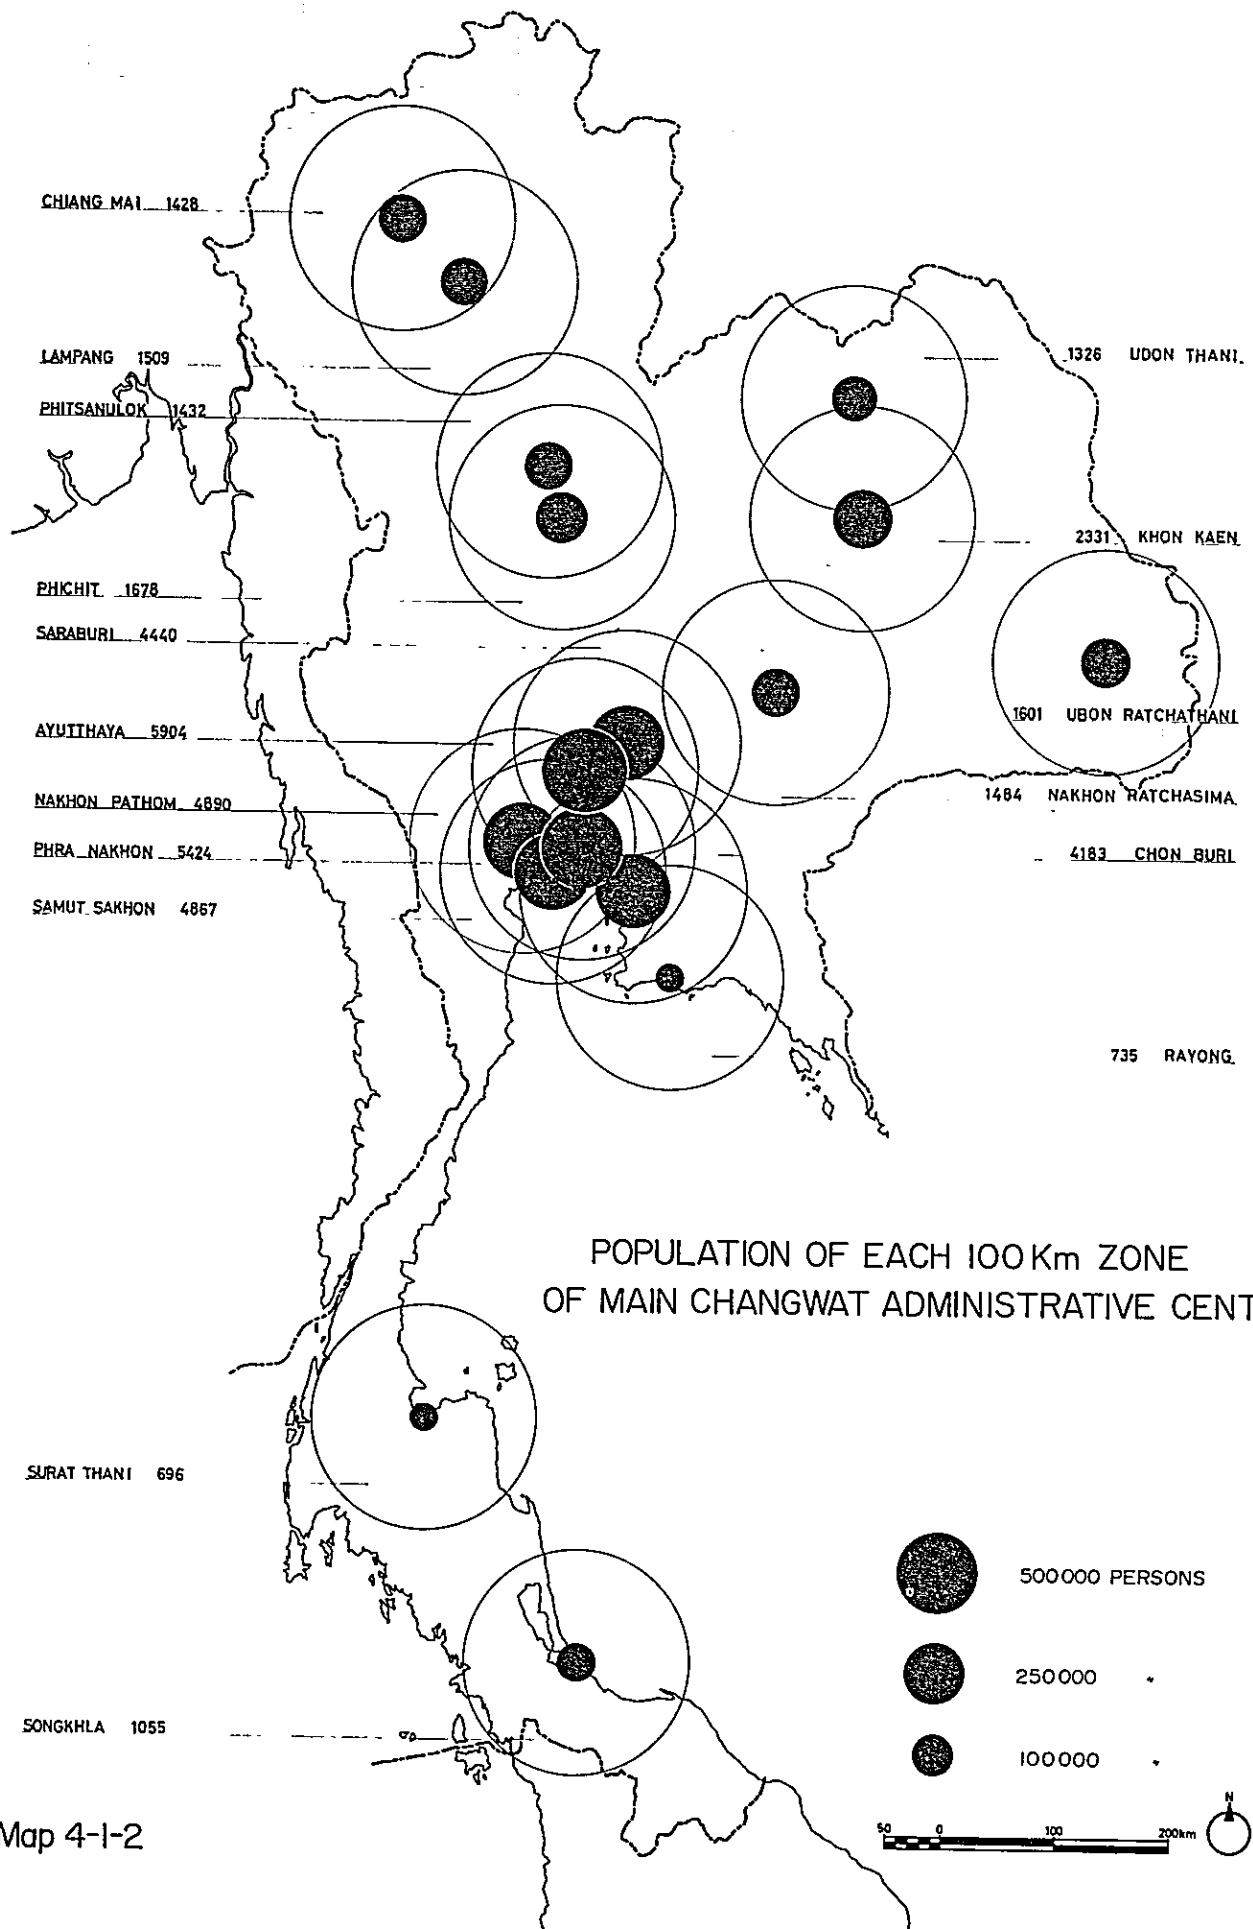 CHIANG MAI 1428
LAMPANG 1509
PHITSANULOK 1432
PHICHIT 1678
SARABURI 4440
AYUTTHAYA 5904
NAKHON PATHOM 4890
PHRA NAKHON 5424
SAMUT SAKHON 4867
1326 UDON THANI
2331 KHON KAEN
1601 UBON RATCHATHANI
1484 NAKHON RATCHASIMA
4183 CHON BURI
735 RAYONG
POPULATION OF EACH 100 Km ZONE
OF MAIN CHANGWAT ADMINISTRATIVE CENT
SURAT THANI 696
SONGKHLA 1055
500000 PERSONS
250000 "
100000 "
N
50 0 100 200km
Map 4-1-2